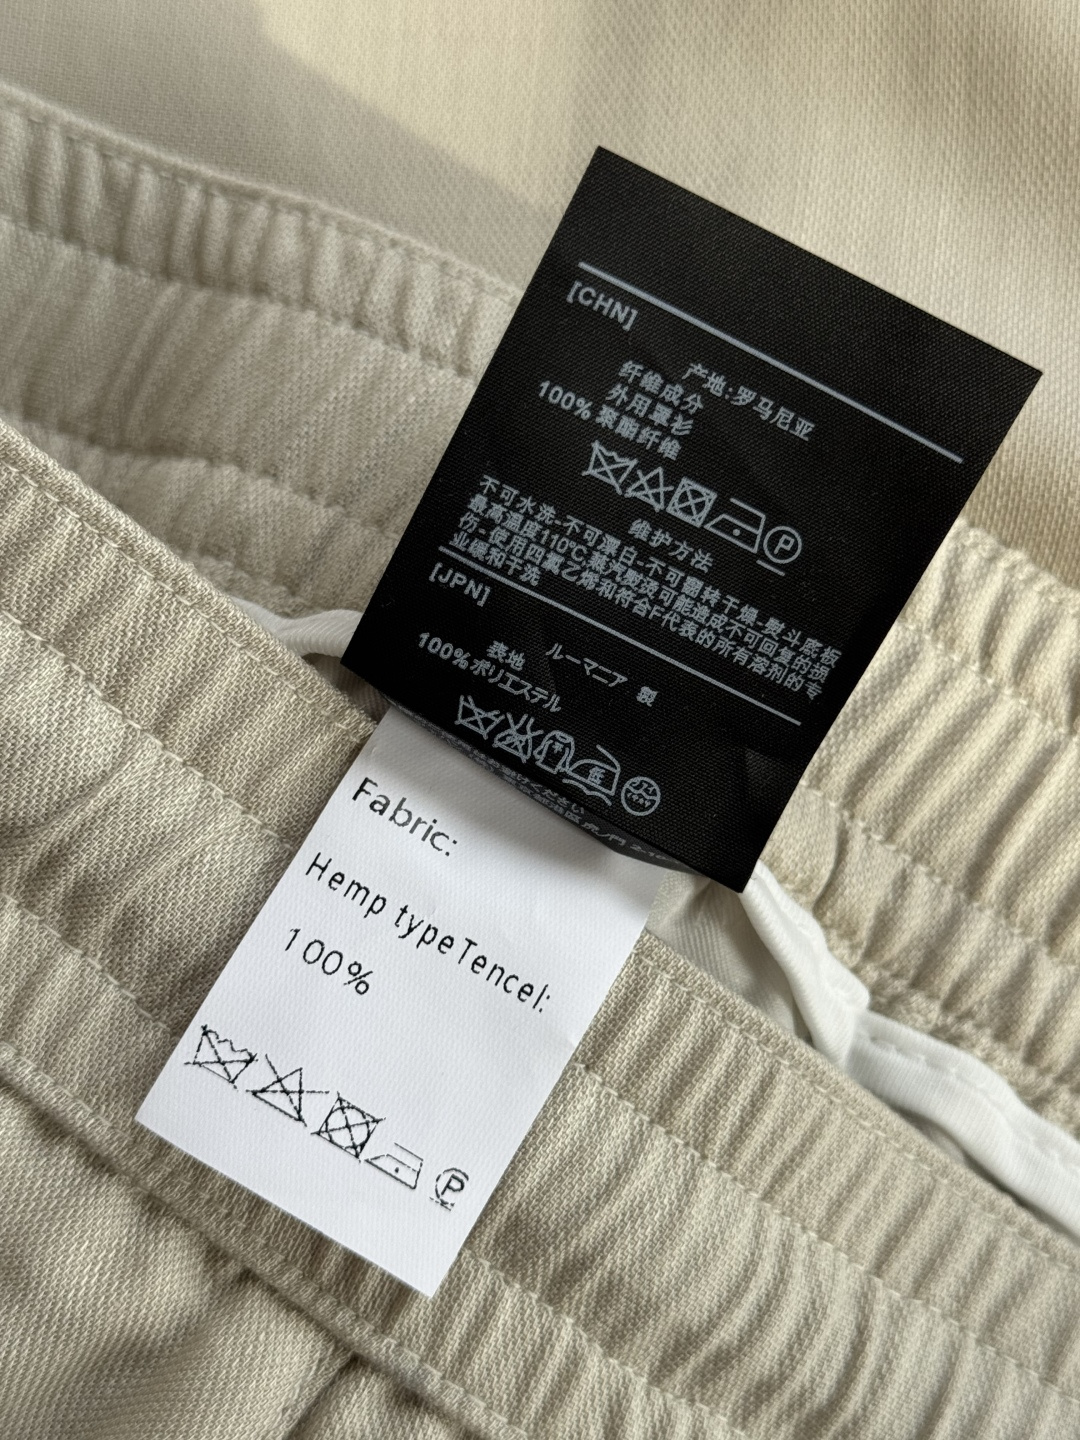 [CHN]
产地:罗马尼亚
纤维成分
外用罩衫
100% 聚酯纤维
P
维护方法
不可水洗-不可漂白-不可翻转干燥-熨斗底板
最高温度110℃蒸汽熨烫可能造成不可回复的损
伤-使用四氯乙烯和符合F代表的所有溶剂的专
业缓和干洗
[JPN]
ルーマニア 製
表地
100%ポリエステル
低
Fabric:
Hemp typeTencel:
100%
P